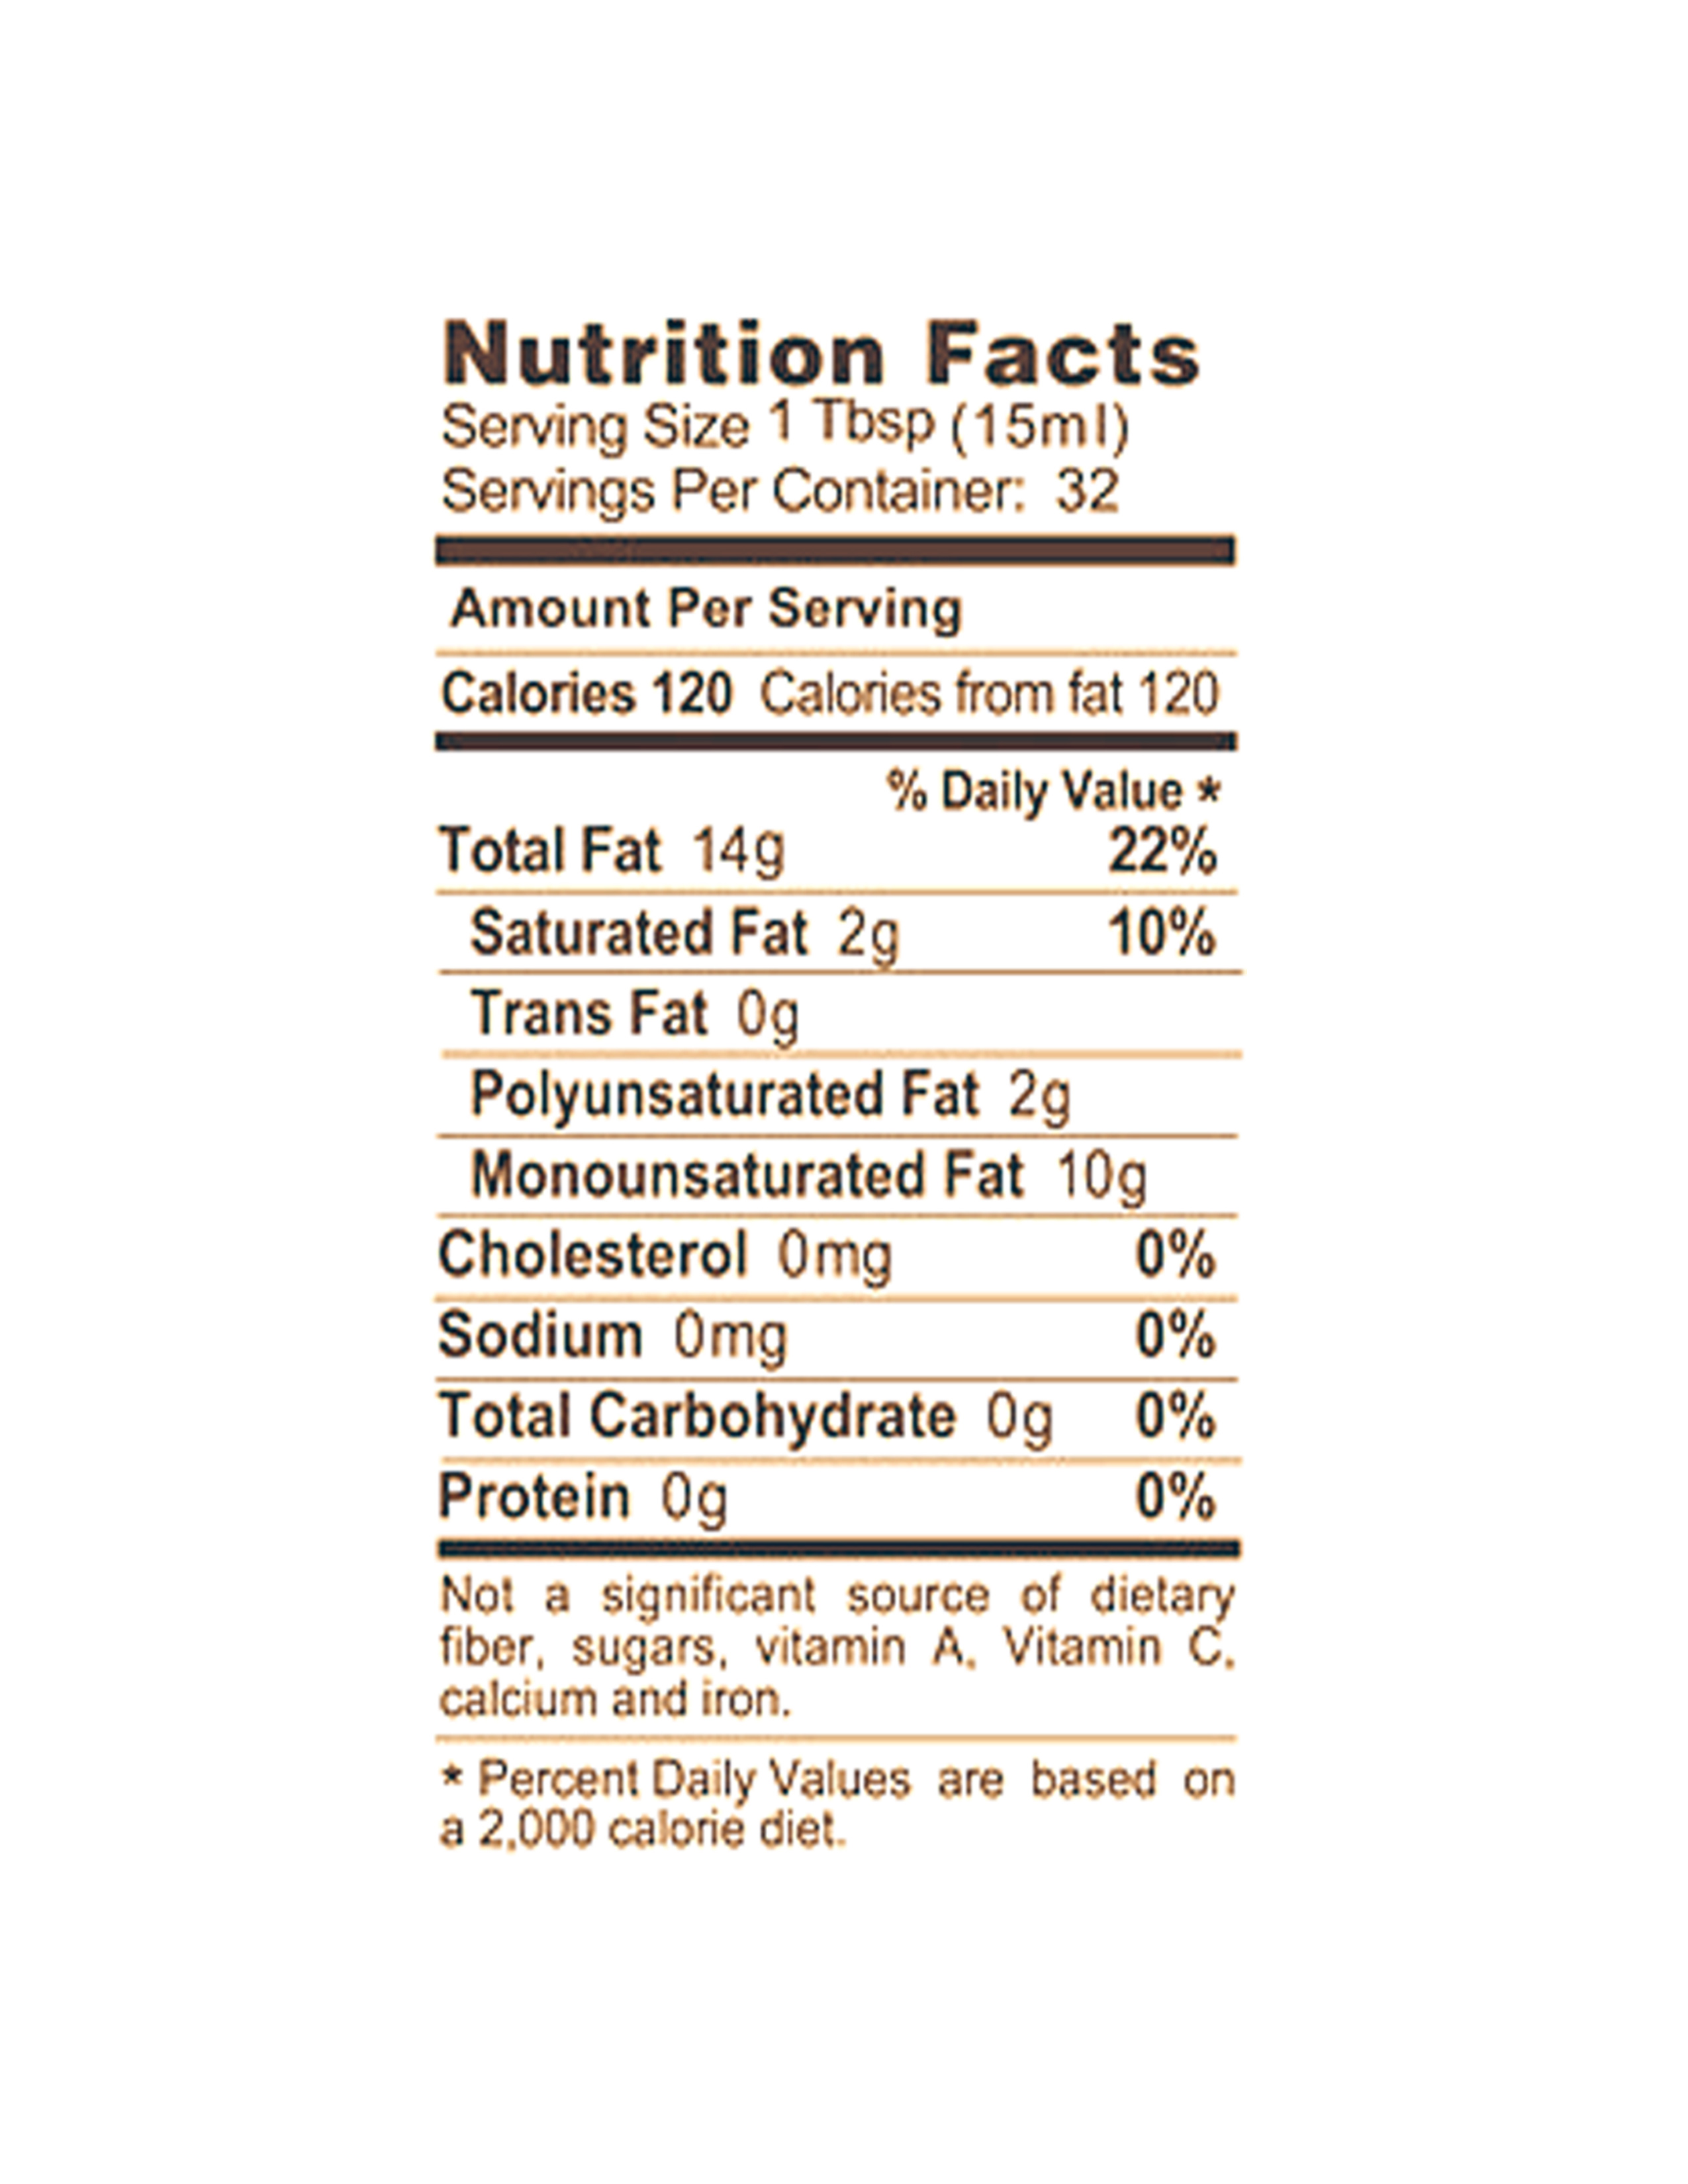 Nutrition Facts
Serving Size 1 Tbsp (15ml)
Servings Per Container: 32
Amount Per Serving
Calories 120 Calories from fat 120
% Daily Value *
Total Fat 14g 22%
Saturated Fat 2g 10%
Trans Fat 0g
Polyunsaturated Fat 2g
Monounsaturated Fat 10g
Cholesterol 0mg 0%
Sodium 0mg 0%
Total Carbohydrate 0g 0%
Protein 0g 0%
Not a significant source of dietary
fiber, sugars, vitamin A, Vitamin C,
calcium and iron.
* Percent Daily Values are based on
a 2,000 calorie diet.